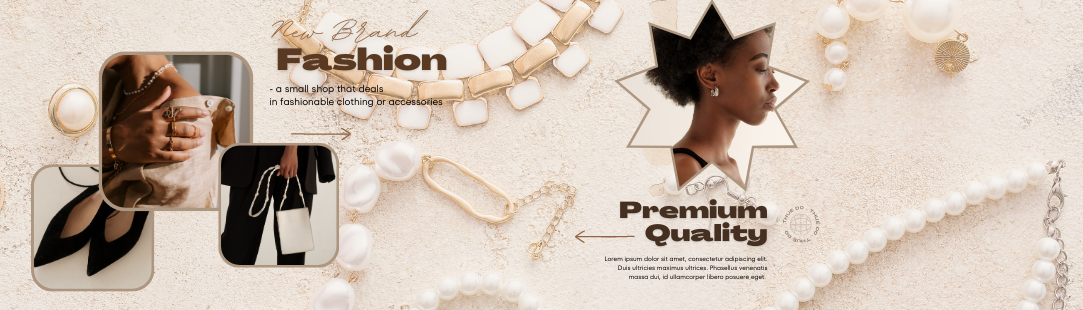 New Brand
Fashion
- a small shop that deals
in fashionable clothing or accessories
Premium
Quality
Lorem ipsum dolor sit amet, consectetur adipiscing elit.
Duis ultricies maximus ultrices. Phasellus venenatis
massa dui, id ullamcorper libero posuere eget.